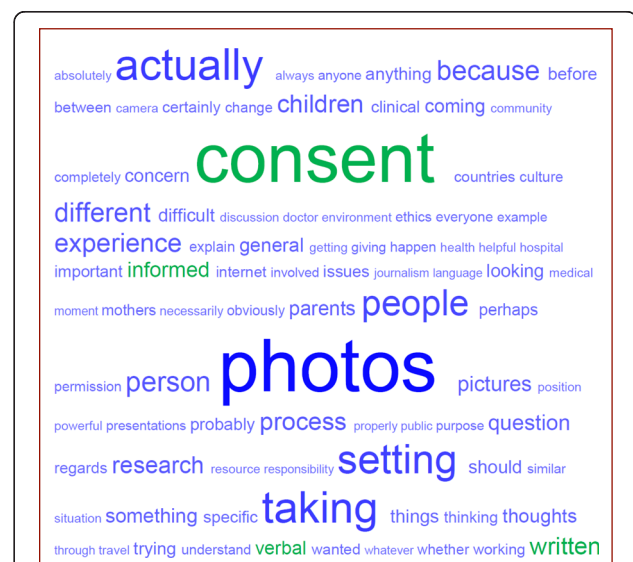 absolutely actually always anyone anything because before
between camera certainly change children clinical coming community
completely concern consent countries culture
different difficult discussion doctor environment ethics everyone example
experience explain general getting giving happen health helpful hospital
important informed internet involved issues journalism language looking medical
moment mothers necessarily obviously parents people perhaps
permission person photos pictures position
powerful presentations probably process properly public purpose question
regards research resource responsibility setting should similar
situation something specific taking things thinking thoughts
through travel trying understand verbal wanted whatever whether working written